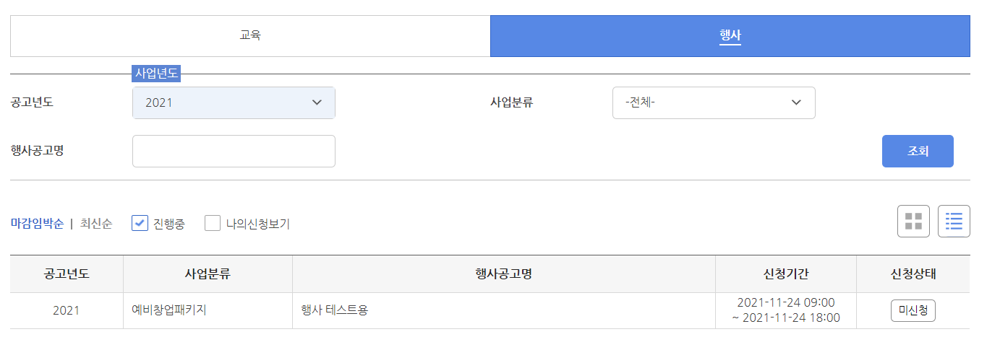 교육
행사
사업년도
공고년도
2021
사업분류
-전체-
행사공고명
조회
마감임박순 | 최신순
진행중
나의신청보기
공고년도 사업분류 행사공고명 신청기간 신청상태
2021 예비창업패키지 행사 테스트용 2021-11-24 09:00
~ 2021-11-24 18:00
미신청